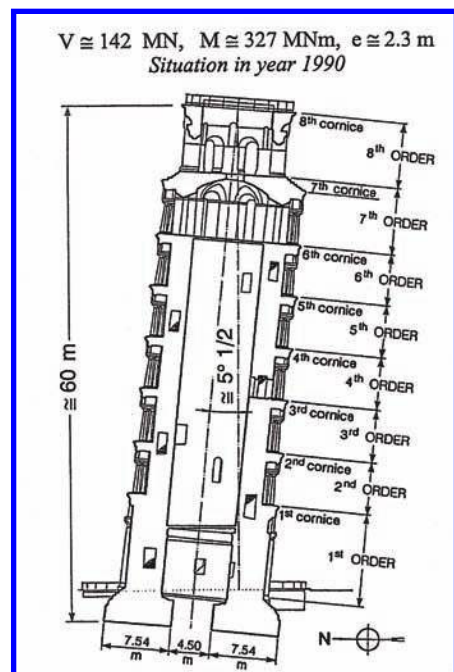 V ≅ 142 MN, M ≅ 327 MNm, e ≅ 2.3 m
Situation in year 1990
8th cornice
8th ORDER
7th cornice
7th ORDER
6th cornice
6th ORDER
5th cornice
5th ORDER
4th cornice
4th ORDER
3rd cornice
3rd ORDER
2nd cornice
2nd ORDER
1st cornice
1st ORDER
≅ 60 m
≅ 5° 1/2
7.54 m
4.50 m
7.54 m
N